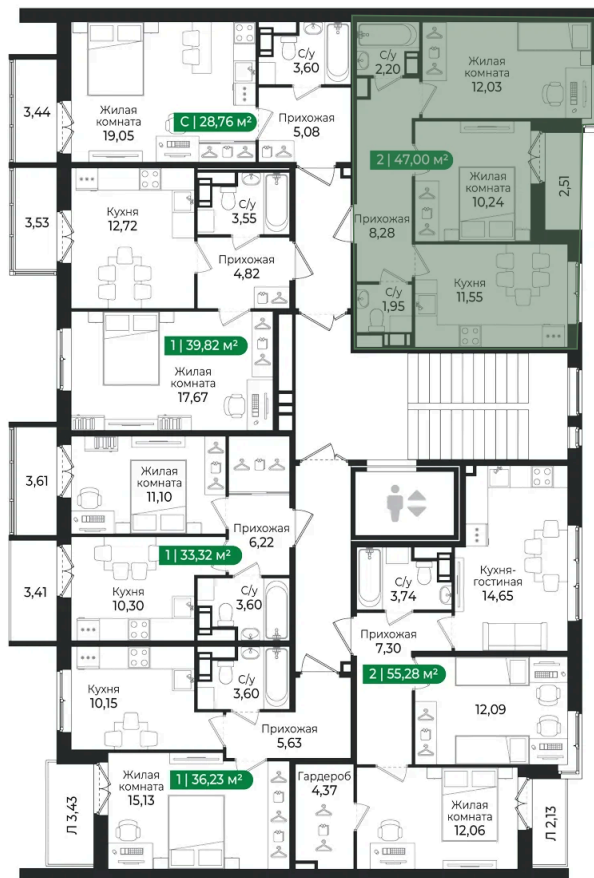 3,44
Жилая
комната
19,05
С | 28,76 м²
С/у
3,60
Прихожая
5,08
С/у
2,20
Жилая
комната
12,03
2 | 47,00 м²
Жилая
комната
10,24
2,51
Прихожая
8,28
С/у
1,95
Кухня
11,55
3,53
Кухня
12,72
С/у
3,55
Прихожая
4,82
1 | 39,82 м²
Жилая
комната
17,67
3,61
Жилая
комната
11,10
Прихожая
6,22
1 | 33,32 м²
3,41
Кухня
10,30
С/у
3,60
Кухня-
гостиная
14,65
С/у
3,74
Прихожая
7,30
2 | 55,28 м²
12,09
Кухня
10,15
С/у
3,60
Прихожая
5,63
1 | 36,23 м²
Л 3,43
Жилая
комната
15,13
Гардероб
4,37
Жилая
комната
12,06
Л 2,13